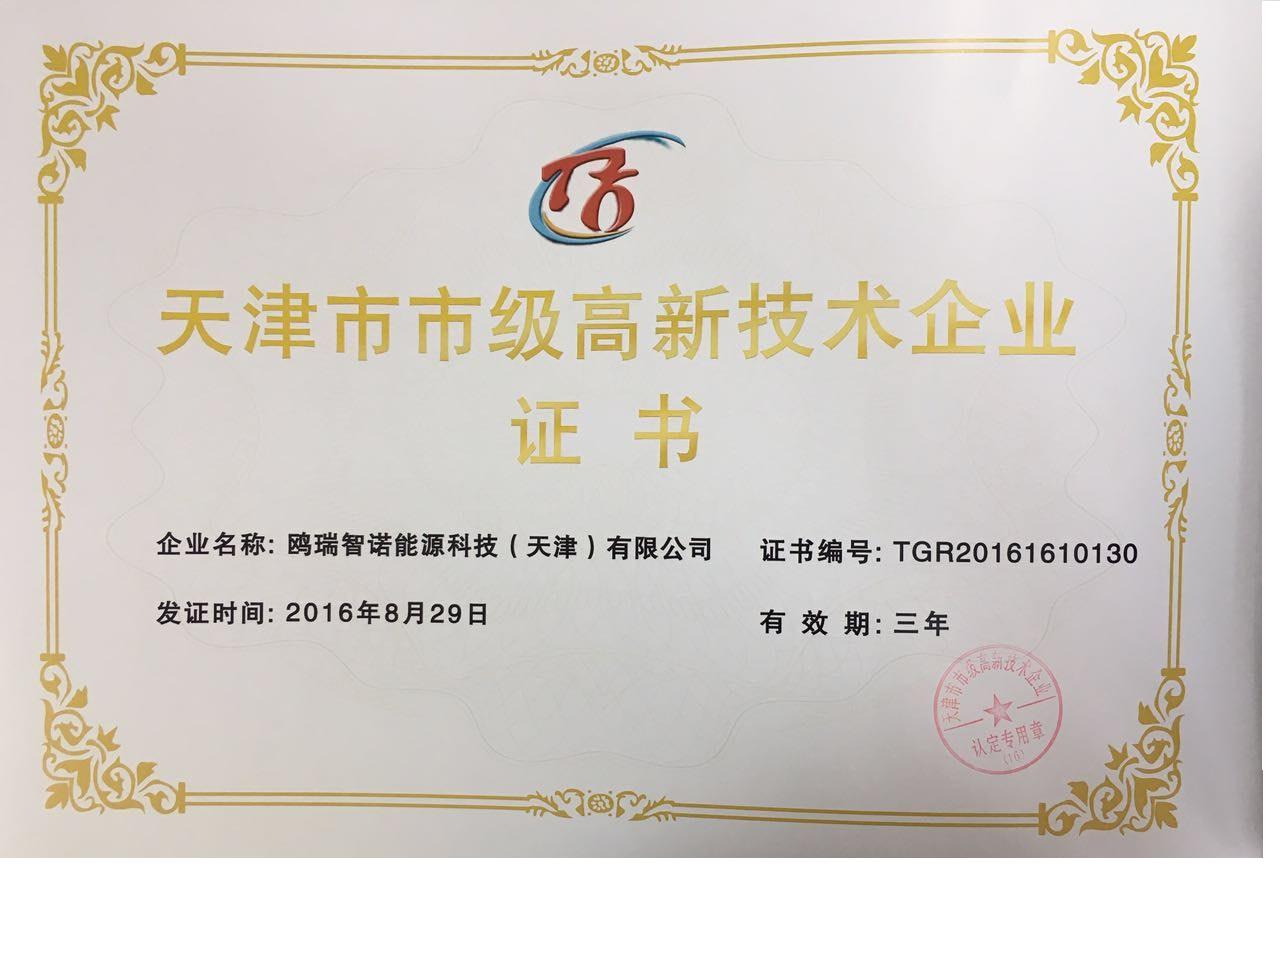 天津市市级高新技术企业
证 书
企业名称: 鸥瑞智诺能源科技（天津）有限公司
证书编号: TGR20161610130
发证时间: 2016年8月29日
有 效 期: 三年
天津市市级高新技术企业
认定专用章
(16)